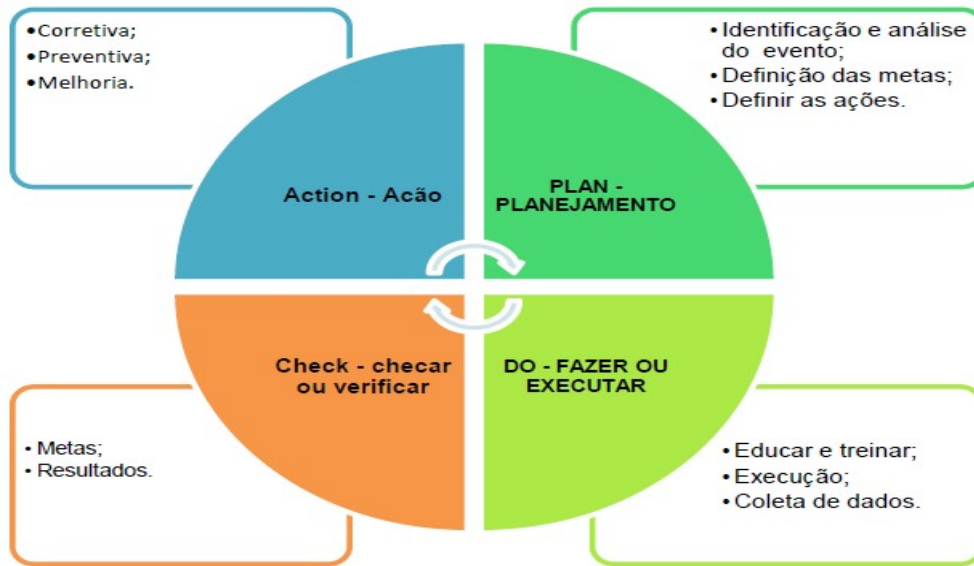 •Corretiva;
•Preventiva;
•Melhoria.
• Identificação e análise
do evento;
• Definição das metas;
• Definir as ações.
Action - Acão
PLAN -
PLANEJAMENTO
Check - checar
ou verificar
DO - FAZER OU
EXECUTAR
• Metas;
• Resultados.
• Educar e treinar;
• Execução;
• Coleta de dados.